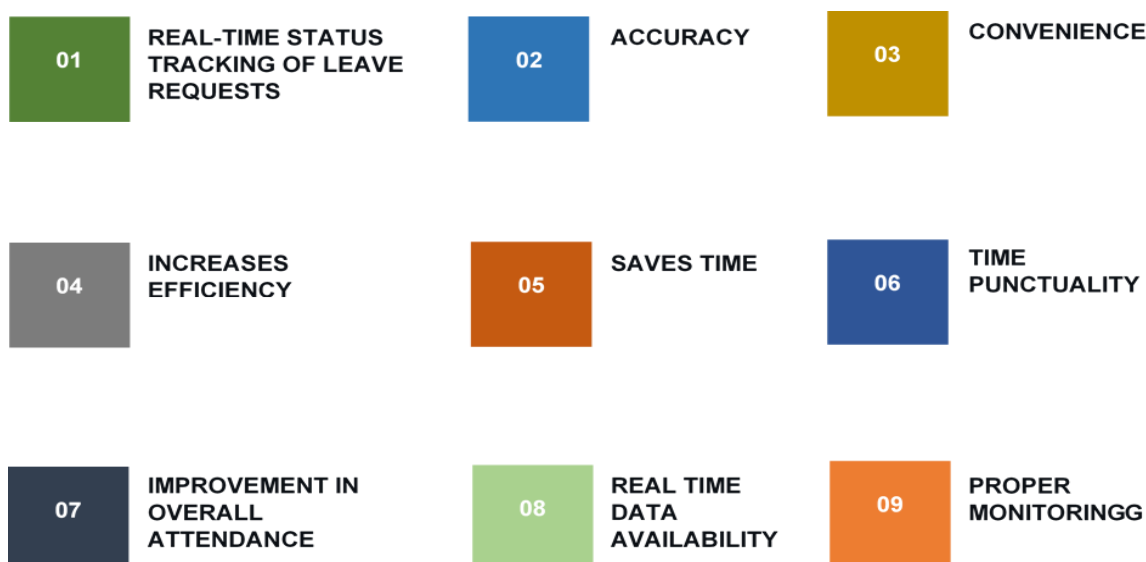 01
REAL-TIME STATUS
TRACKING OF LEAVE
REQUESTS
02
ACCURACY
03
CONVENIENCE
04
INCREASES
EFFICIENCY
05
SAVES TIME
06
TIME
PUNCTUALITY
07
IMPROVEMENT IN
OVERALL
ATTENDANCE
08
REAL TIME
DATA
AVAILABILITY
09
PROPER
MONITORINGG